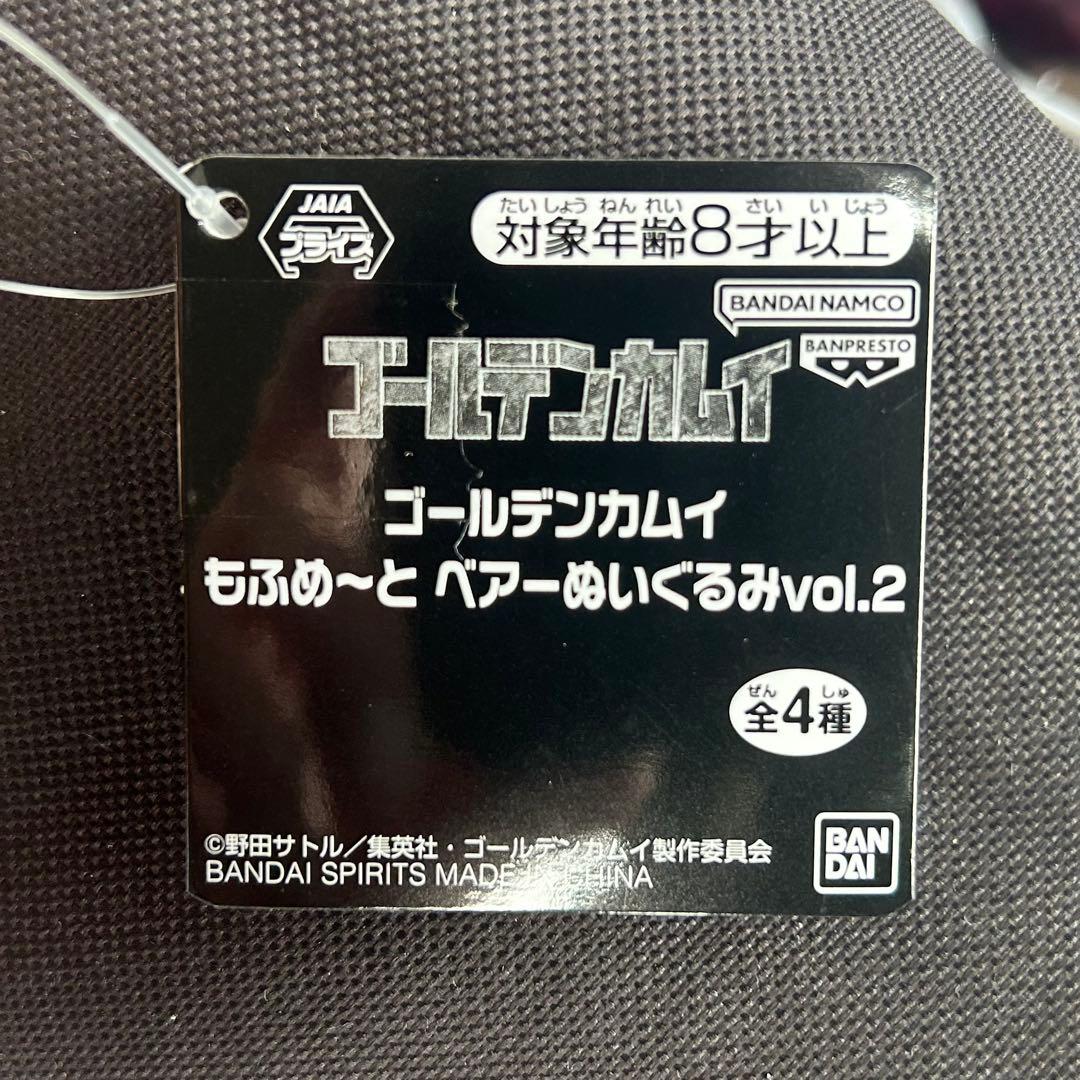 JAIA
プライズ
たいしょうねんれい さいいじょう
対象年齢8才以上
BANDAI NAMCO
BANPRESTO
ゴールデンカムイ
ゴールデンカムイ
もふめ〜と ベアーぬいぐるみvol.2
ぜん しゅ
全4種
©野田サトル/集英社・ゴールデンカムイ製作委員会
BANDAI SPIRITS MADE IN CHINA
BAN
DAI